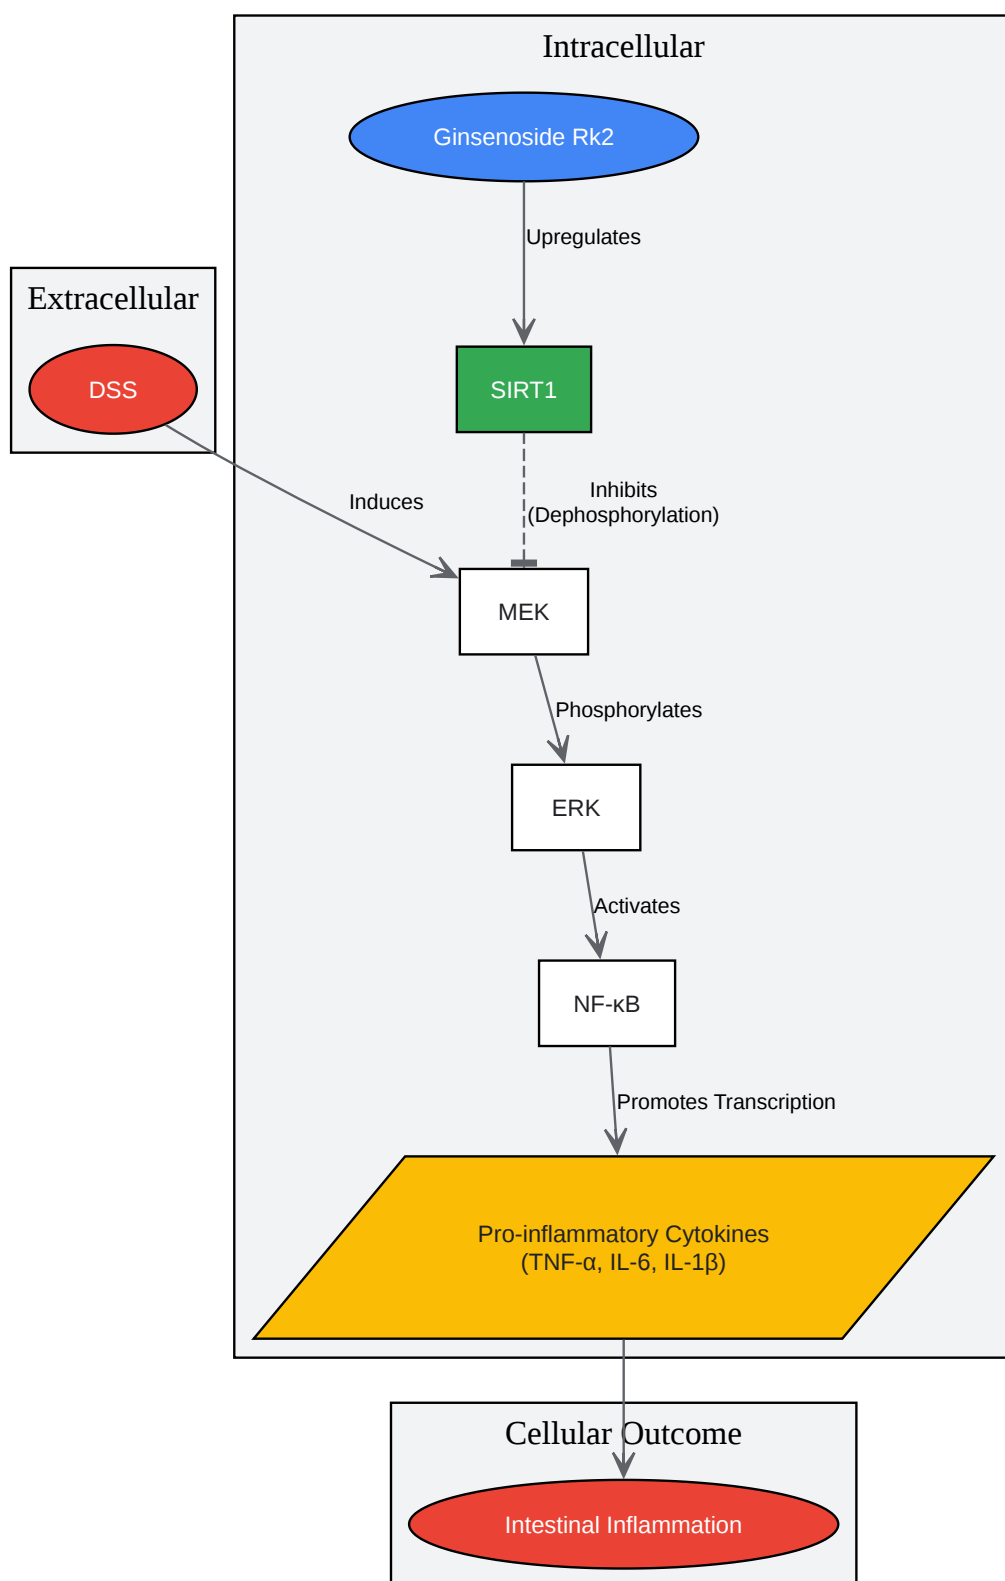 Intracellular
Ginsenoside Rk2
Upregulates
Extracellular
DSS
SIRT1
Induces
Inhibits
(Dephosphorylation)
MEK
Phosphorylates
ERK
Activates
NF-κB
Promotes Transcription
Pro-inflammatory Cytokines
(TNF-α, IL-6, IL-1β)
Cellular Outcome
Intestinal Inflammation